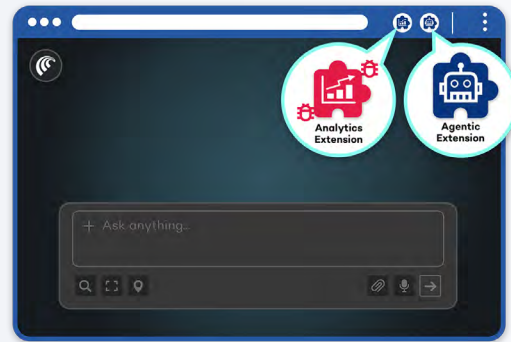 Analytics
Extension
Agentic
Extension
+ Ask anything...